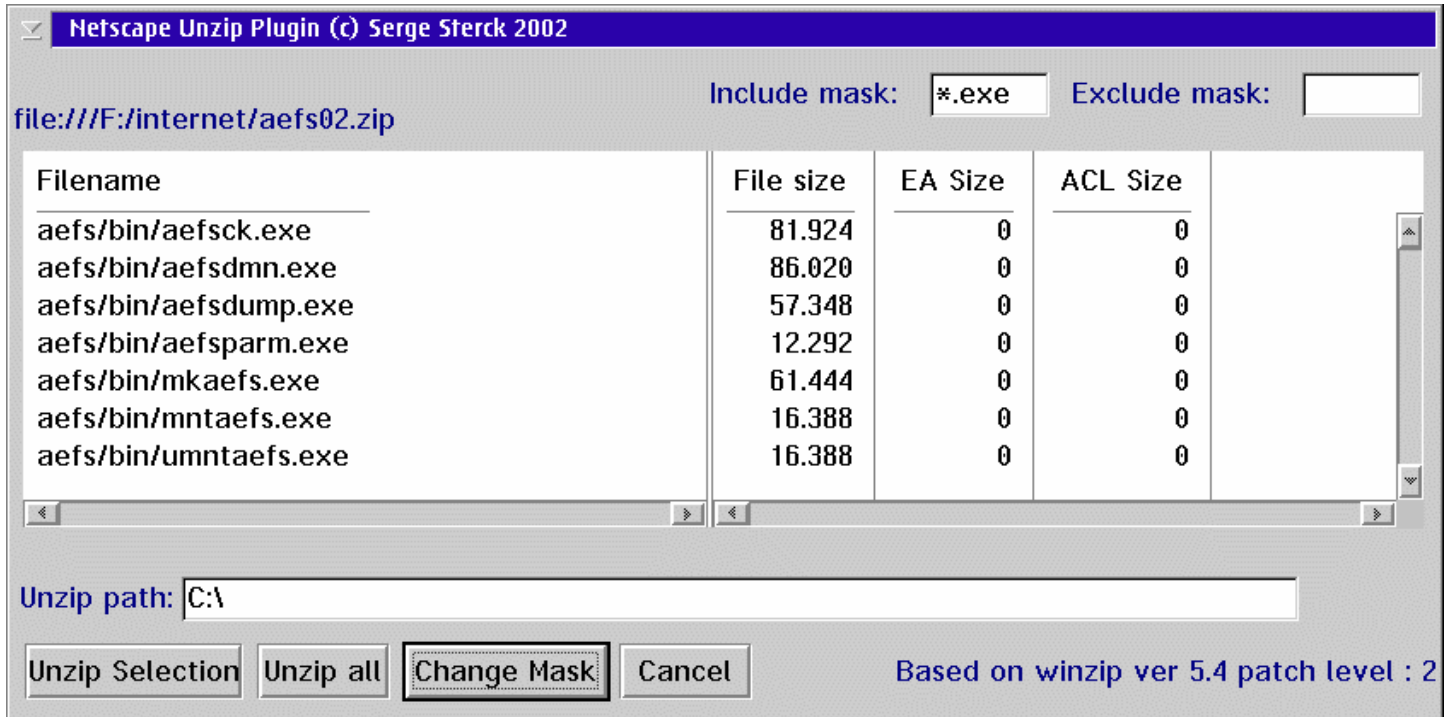 Netscape Unzip Plugin (c) Serge Sterck 2002
Include mask: *.exe Exclude mask:
file:///F:/internet/aefs02.zip
Filename File size EA Size ACL Size
aefs/bin/aefsck.exe 81.924 0 0
aefs/bin/aefsdmn.exe 86.020 0 0
aefs/bin/aefsdump.exe 57.348 0 0
aefs/bin/aefsparm.exe 12.292 0 0
aefs/bin/mkaefs.exe 61.444 0 0
aefs/bin/mntaefs.exe 16.388 0 0
aefs/bin/umntaefs.exe 16.388 0 0
Unzip path: C:\
Unzip Selection Unzip all Change Mask Cancel Based on winzip ver 5.4 patch level : 2